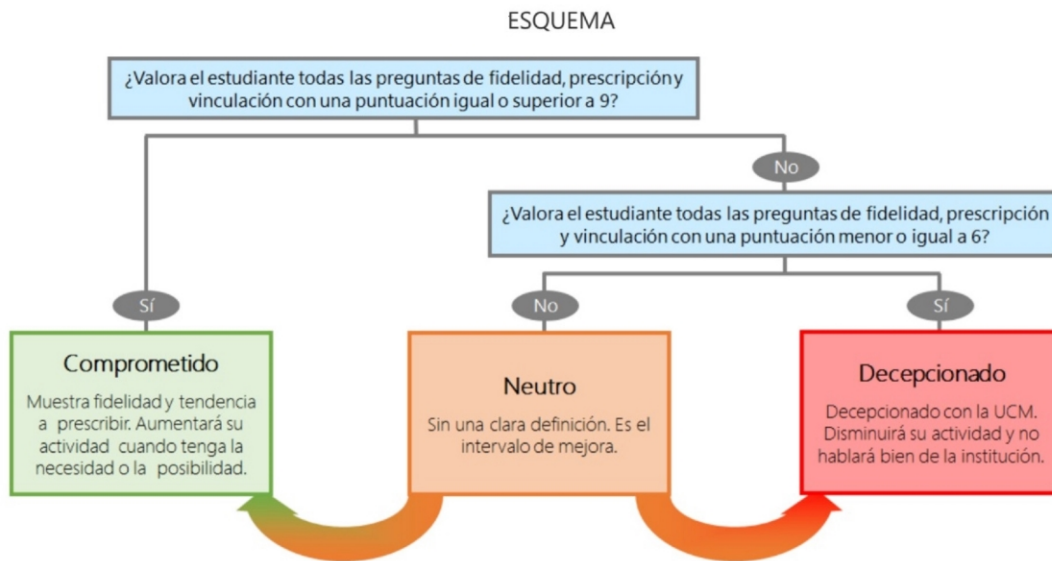 ESQUEMA
¿Valora el estudiante todas las preguntas de fidelidad, prescripción y
vinculación con una puntuación igual o superior a 9?
No
¿Valora el estudiante todas las preguntas de fidelidad, prescripción
y vinculación con una puntuación menor o igual a 6?
Sí
No
Sí
Comprometido
Muestra fidelidad y tendencia
a prescribir. Aumentará su
actividad cuando tenga la
necesidad o la posibilidad.
Neutro
Sin una clara definición. Es el
intervalo de mejora.
Decepcionado
Decepcionado con la UCM.
Disminuirá su actividad y no
hablará bien de la institución.